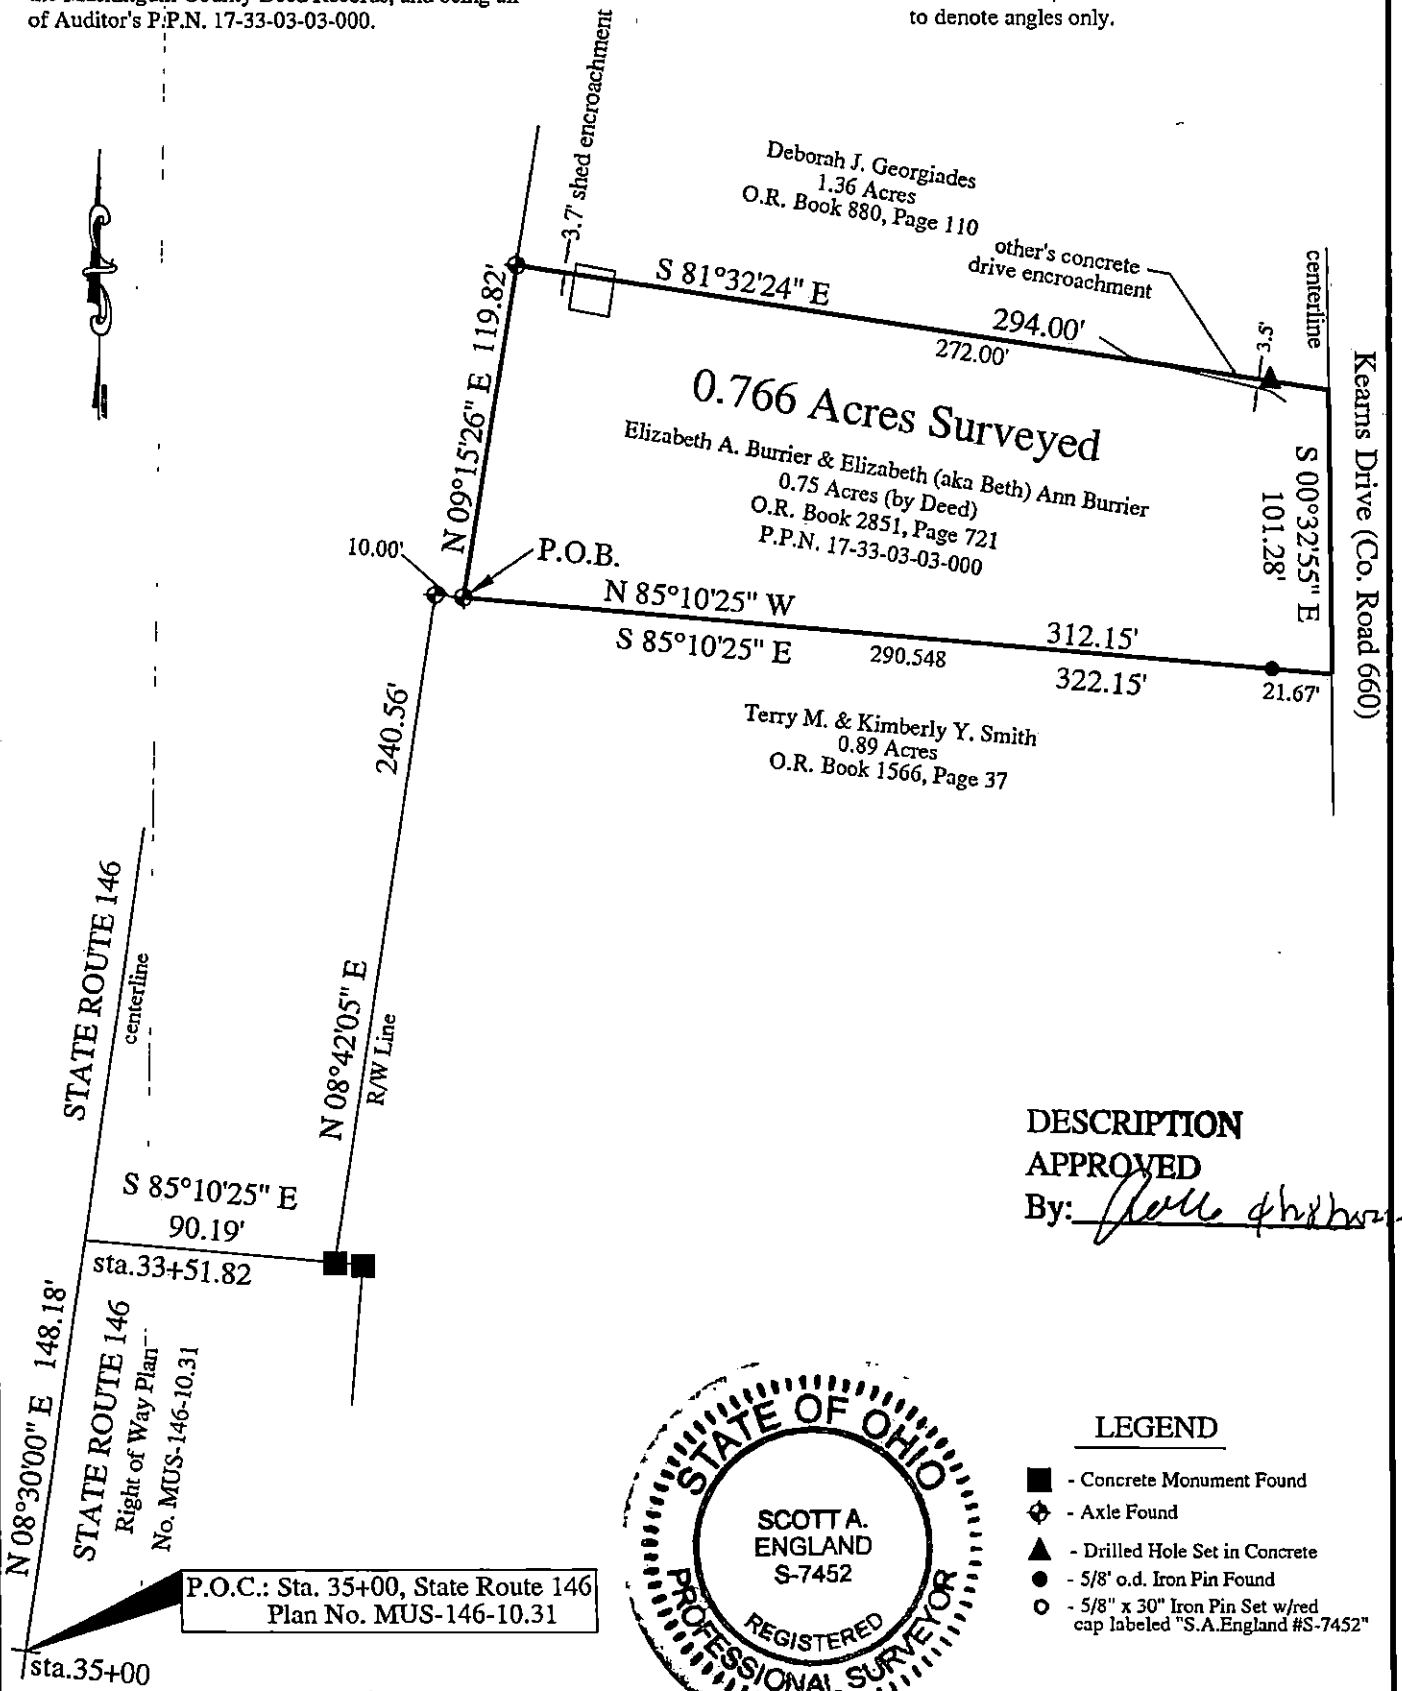 of Auditor's P.P.N. 17-33-03-03-000.
to denote angles only.
3.7' shed encroachment
Deborah J. Georgiades
1.36 Acres
O.R. Book 880, Page 110
other's concrete
drive encroachment
centerline
3.5'
S 81°32'24" E
294.00'
272.00'
N 09°15'26" E 119.82'
0.766 Acres Surveyed
Elizabeth A. Burrier & Elizabeth (aka Beth) Ann Burrier
0.75 Acres (by Deed)
O.R. Book 2851, Page 721
P.P.N. 17-33-03-03-000
S 00°32'55" E
101.28'
Kearns Drive (Co. Road 660)
10.00'
P.O.B.
N 85°10'25" W
312.15'
S 85°10'25" E
290.548
322.15'
21.67'
Terry M. & Kimberly Y. Smith
0.89 Acres
O.R. Book 1566, Page 37
240.56'
N 08°42'05" E
R/W Line
STATE ROUTE 146
centerline
S 85°10'25" E
90.19'
sta.33+51.82
N 08°30'00" E 148.18'
STATE ROUTE 146
Right of Way Plan
No. MUS-146-10.31
P.O.C.: Sta. 35+00, State Route 146
Plan No. MUS-146-10.31
sta.35+00
DESCRIPTION
APPROVED
By:
STATE OF OHIO
SCOTT A.
ENGLAND
S-7452
REGISTERED
PROFESSIONAL SURVEYOR
LEGEND
- Concrete Monument Found
- Axle Found
- Drilled Hole Set in Concrete
- 5/8' o.d. Iron Pin Found
- 5/8" x 30" Iron Pin Set w/red
cap labeled "S.A.England #S-7452"